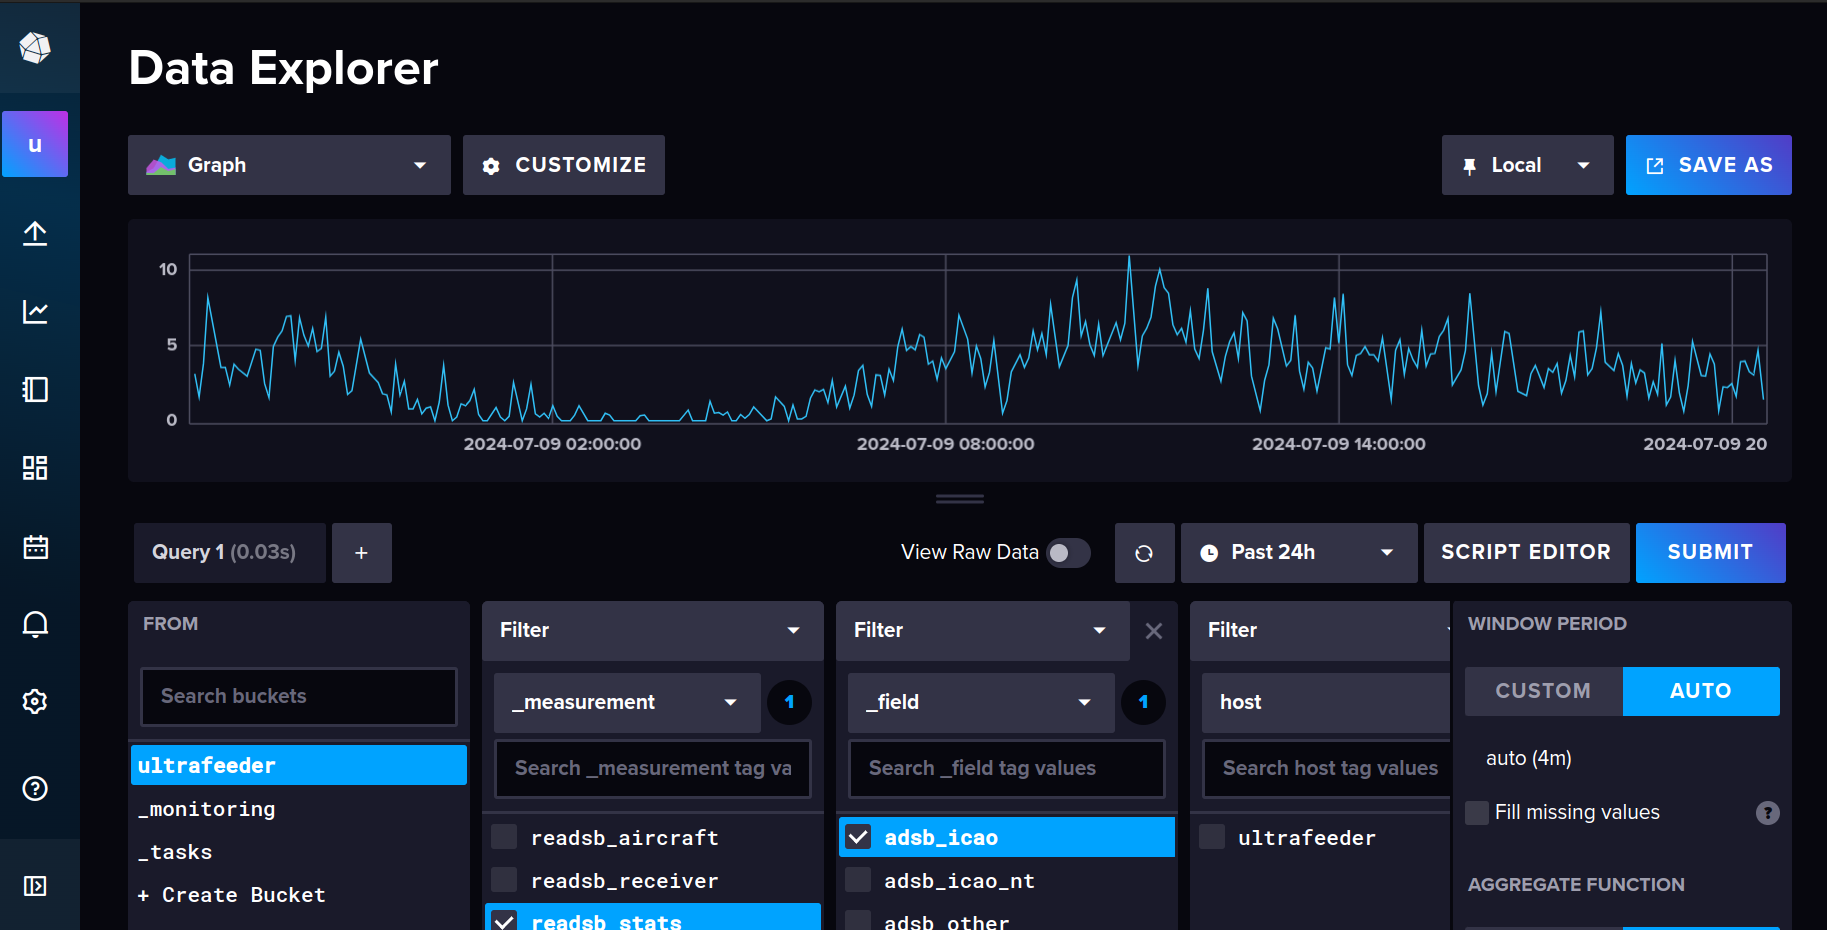 Data Explorer
u
Graph
CUSTOMIZE
Local
SAVE AS
10
5
0
2024-07-09 02:00:00
2024-07-09 08:00:00
2024-07-09 14:00:00
2024-07-09 20
Query 1 (0.03s)
+
View Raw Data
Past 24h
SCRIPT EDITOR
SUBMIT
FROM
Search buckets
ultrafeeder
_monitoring
_tasks
+ Create Bucket
Filter
_measurement
1
Search _measurement tag va
readsb_aircraft
readsb_receiver
readsb_stats
Filter
_field
1
Search _field tag values
adsb_icao
adsb_icao_nt
adsb_other
Filter
host
Search host tag values
ultrafeeder
WINDOW PERIOD
CUSTOM
AUTO
auto (4m)
Fill missing values
?
AGGREGATE FUNCTION